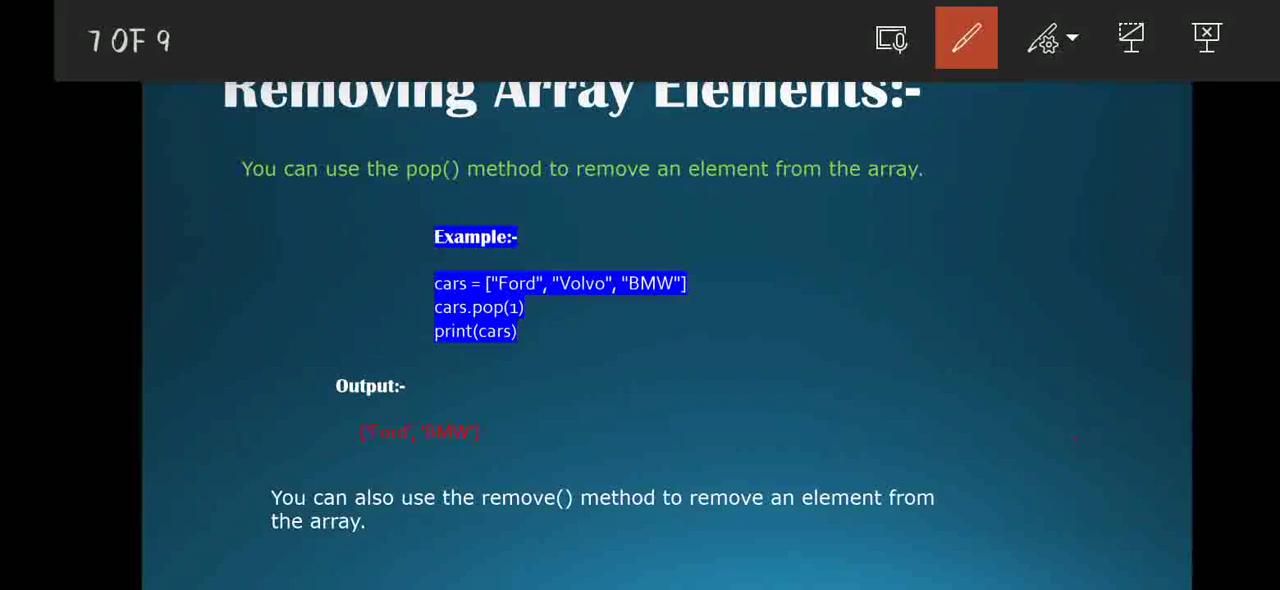 7 OF 9
Removing Array Elements:-
You can use the pop() method to remove an element from the array.
Example:-
cars = ["Ford", "Volvo", "BMW"]
cars.pop(1)
print(cars)
Output:-
['Ford', 'BMW']
You can also use the remove() method to remove an element from
the array.